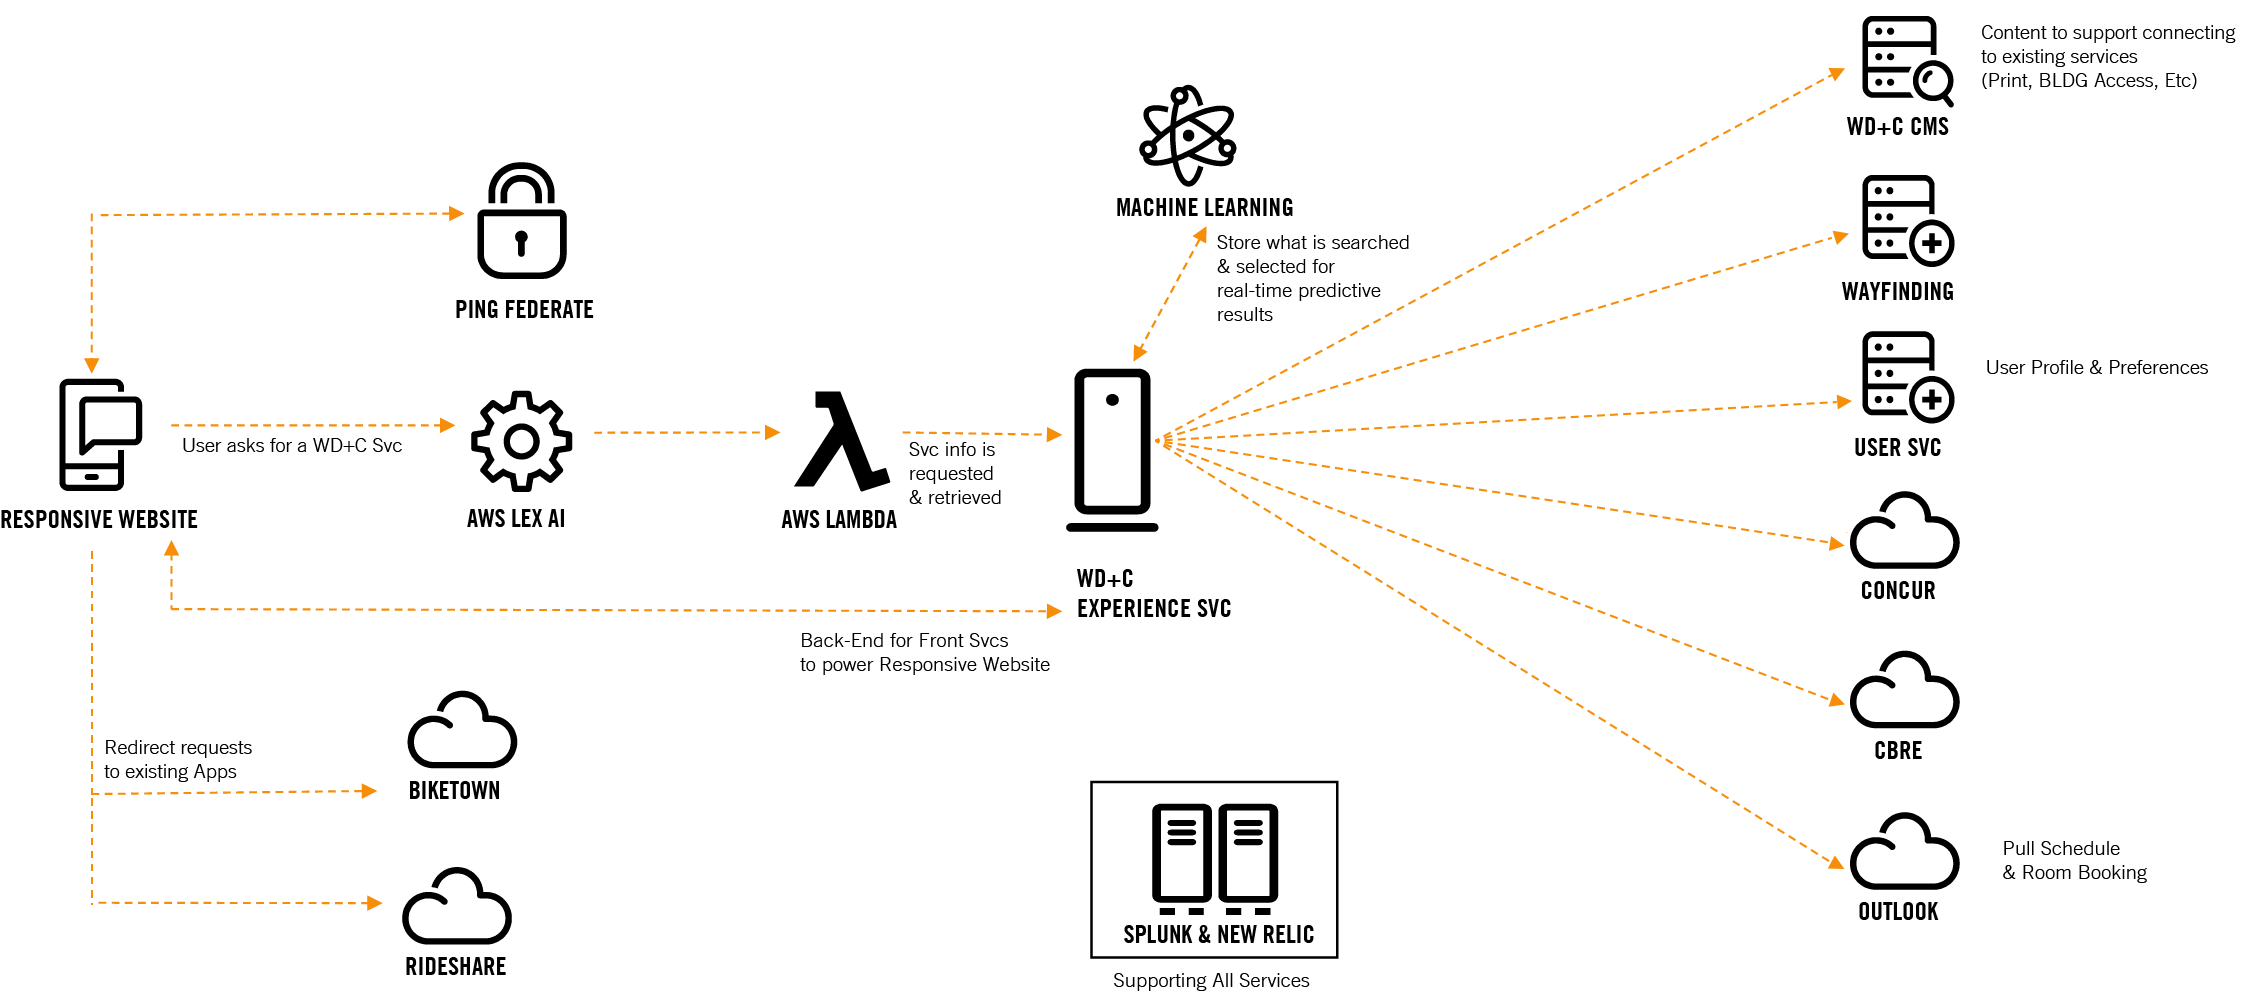 Content to support connecting
to existing services
(Print, BLDG Access, Etc)
WD+C CMS
MACHINE LEARNING
Store what is searched
& selected for
real-time predictive
results
WAYFINDING
PING FEDERATE
User Profile & Preferences
USER SVC
User asks for a WD+C Svc
Svc info is
requested
& retrieved
RESPONSIVE WEBSITE
AWS LEX AI
AWS LAMBDA
WD+C
EXPERIENCE SVC
CONCUR
Back-End for Front Svcs
to power Responsive Website
Redirect requests
to existing Apps
BIKETOWN
CBRE
Pull Schedule
& Room Booking
OUTLOOK
RIDESHARE
SPLUNK & NEW RELIC
Supporting All Services